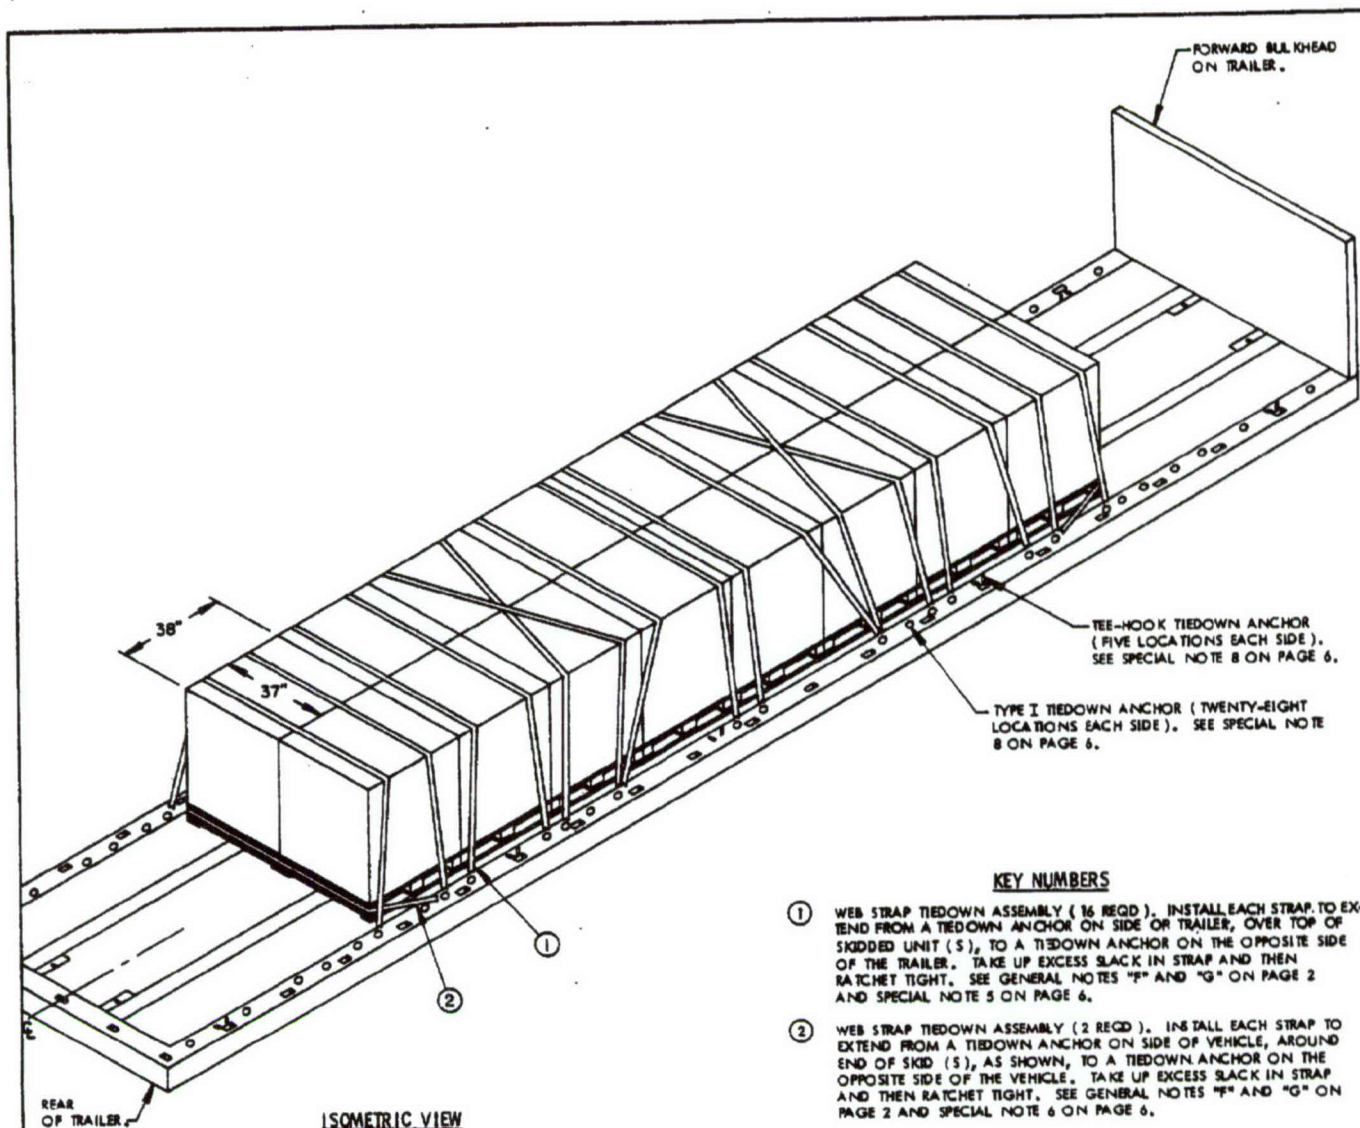 FORWARD BULKHEAD
ON TRAILER.
38"
37"
TEE-HOOK TIEDOWN ANCHOR
(FIVE LOCATIONS EACH SIDE).
SEE SPECIAL NOTE 8 ON PAGE 6.
TYPE I TIEDOWN ANCHOR (TWENTY-EIGHT
LOCATIONS EACH SIDE). SEE SPECIAL NOTE
8 ON PAGE 6.
1
2
REAR
OF TRAILER.
ISOMETRIC VIEW
KEY NUMBERS
1 WEB STRAP TIEDOWN ASSEMBLY (16 REQD). INSTALL EACH STRAP TO EX-
TEND FROM A TIEDOWN ANCHOR ON SIDE OF TRAILER, OVER TOP OF
SKIDDED UNIT(S), TO A TIEDOWN ANCHOR ON THE OPPOSITE SIDE
OF THE TRAILER. TAKE UP EXCESS SLACK IN STRAP AND THEN
RATCHET TIGHT. SEE GENERAL NOTES "F" AND "G" ON PAGE 2
AND SPECIAL NOTE 5 ON PAGE 6.
2 WEB STRAP TIEDOWN ASSEMBLY (2 REQD). INSTALL EACH STRAP TO
EXTEND FROM A TIEDOWN ANCHOR ON SIDE OF VEHICLE, AROUND
END OF SKID(S), AS SHOWN, TO A TIEDOWN ANCHOR ON THE
OPPOSITE SIDE OF THE VEHICLE. TAKE UP EXCESS SLACK IN STRAP
AND THEN RATCHET TIGHT. SEE GENERAL NOTES "F" AND "G" ON
PAGE 2 AND SPECIAL NOTE 6 ON PAGE 6.